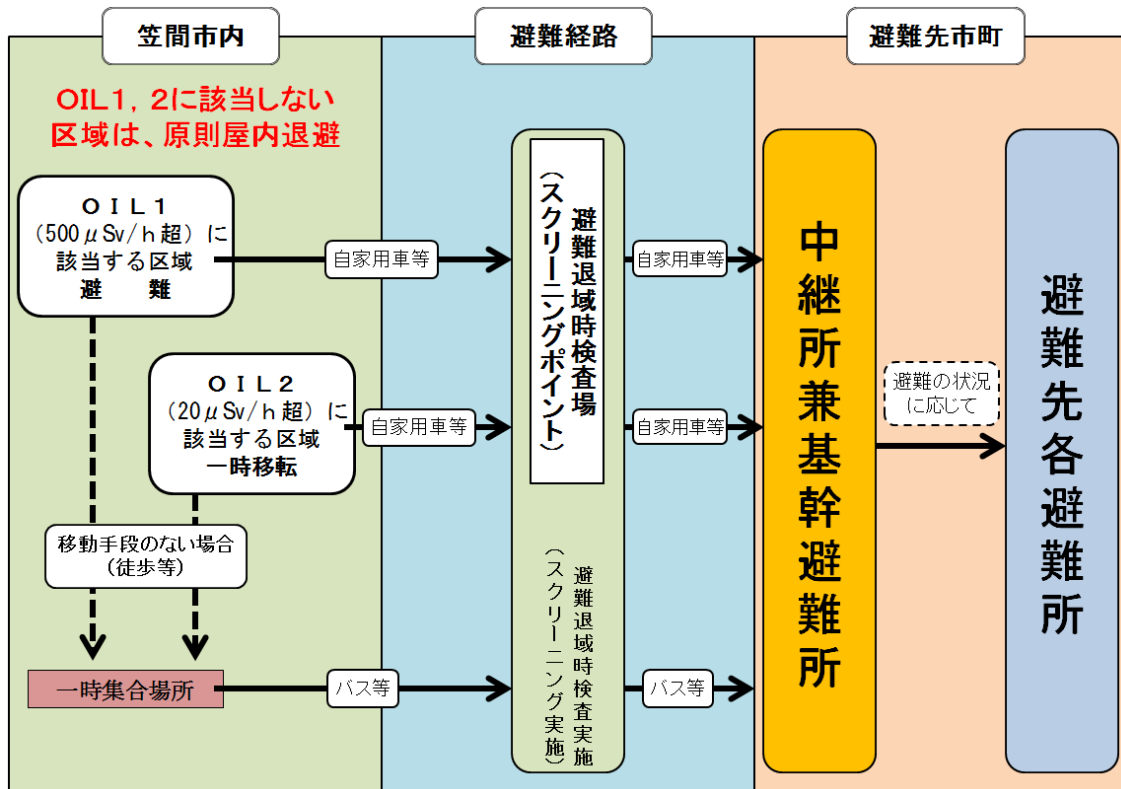 笠間市内
避難経路
避難先市町
OIL1，2に該当しない
区域は、原則屋内退避
OIL1
（500μSv/h超）に
該当する区域
避　難
自家用車等
OIL2
（20μSv/h超）に
該当する区域
一時移転
自家用車等
移動手段のない場合
（徒歩等）
一時集合場所
バス等
避難退域時検査場
（スクリーニングポイント）
避難退域時検査実施
（スクリーニング実施）
自家用車等
自家用車等
バス等
中継所兼基幹避難所
避難の状況
に応じて
避難先各避難所